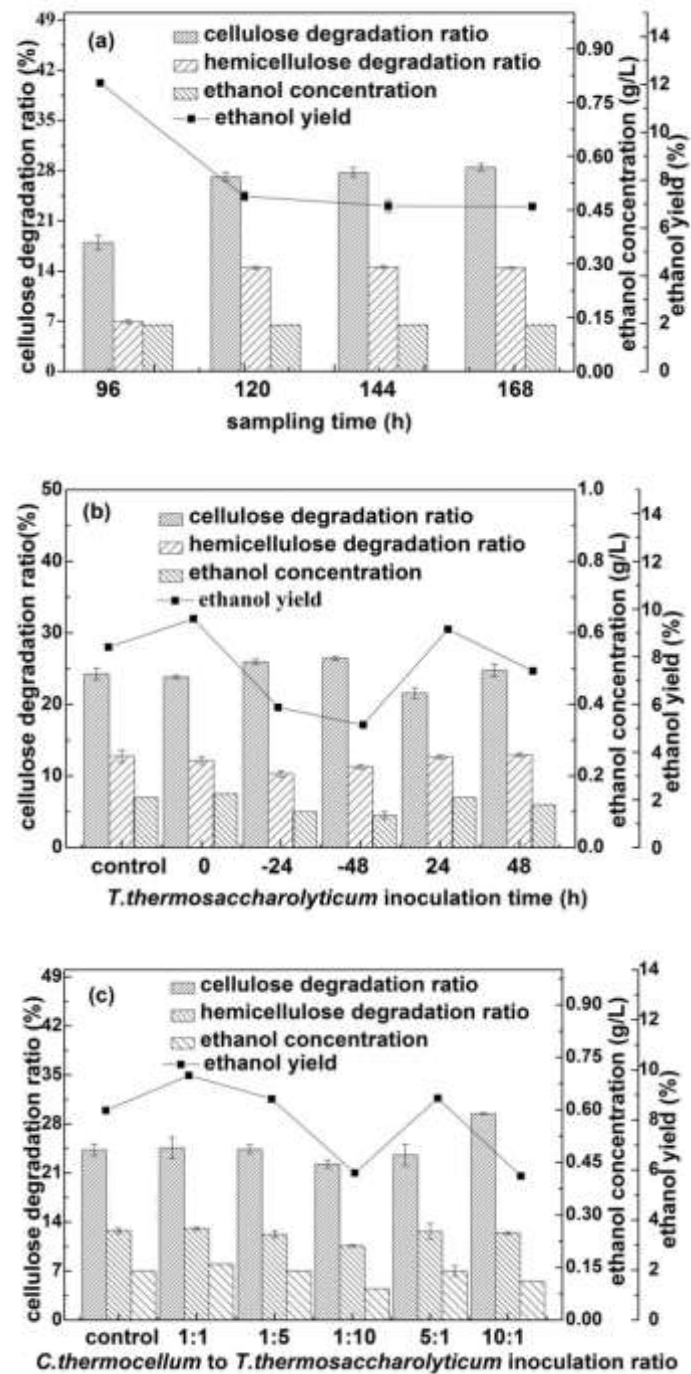 (a)
cellulose degradation ratio
hemicellulose degradation ratio
ethanol concentration
ethanol yield
cellulose degradation ratio (%)
49
42
35
28
21
14
7
0
ethanol concentration (g/L)
0.90
0.75
0.60
0.45
0.30
0.15
0.00
ethanol yield (%)
14
12
10
8
6
4
2
0
96 120 144 168
sampling time (h)
(b)
cellulose degradation ratio
hemicellulose degradation ratio
ethanol concentration
ethanol yield
cellulose degradation ratio(%)
50
40
30
20
10
0
ethanol concentration (g/L)
1.0
0.8
0.6
0.4
0.2
0.0
ethanol yield (%)
14
12
10
8
6
4
2
0
control 0 -24 -48 24 48
T.thermosaccharolyticum inoculation time (h)
(c)
cellulose degradation ratio
hemicellulose degradation ratio
ethanol concentration
ethanol yield
cellulose degradation ratio (%)
49
42
35
28
21
14
7
0
ethanol concentration (g/L)
0.90
0.75
0.60
0.45
0.30
0.15
0.00
ethanol yield (%)
14
12
10
8
6
4
2
0
control 1:1 1:5 1:10 5:1 10:1
C.thermocellum to T.thermosaccharolyticum inoculation ratio